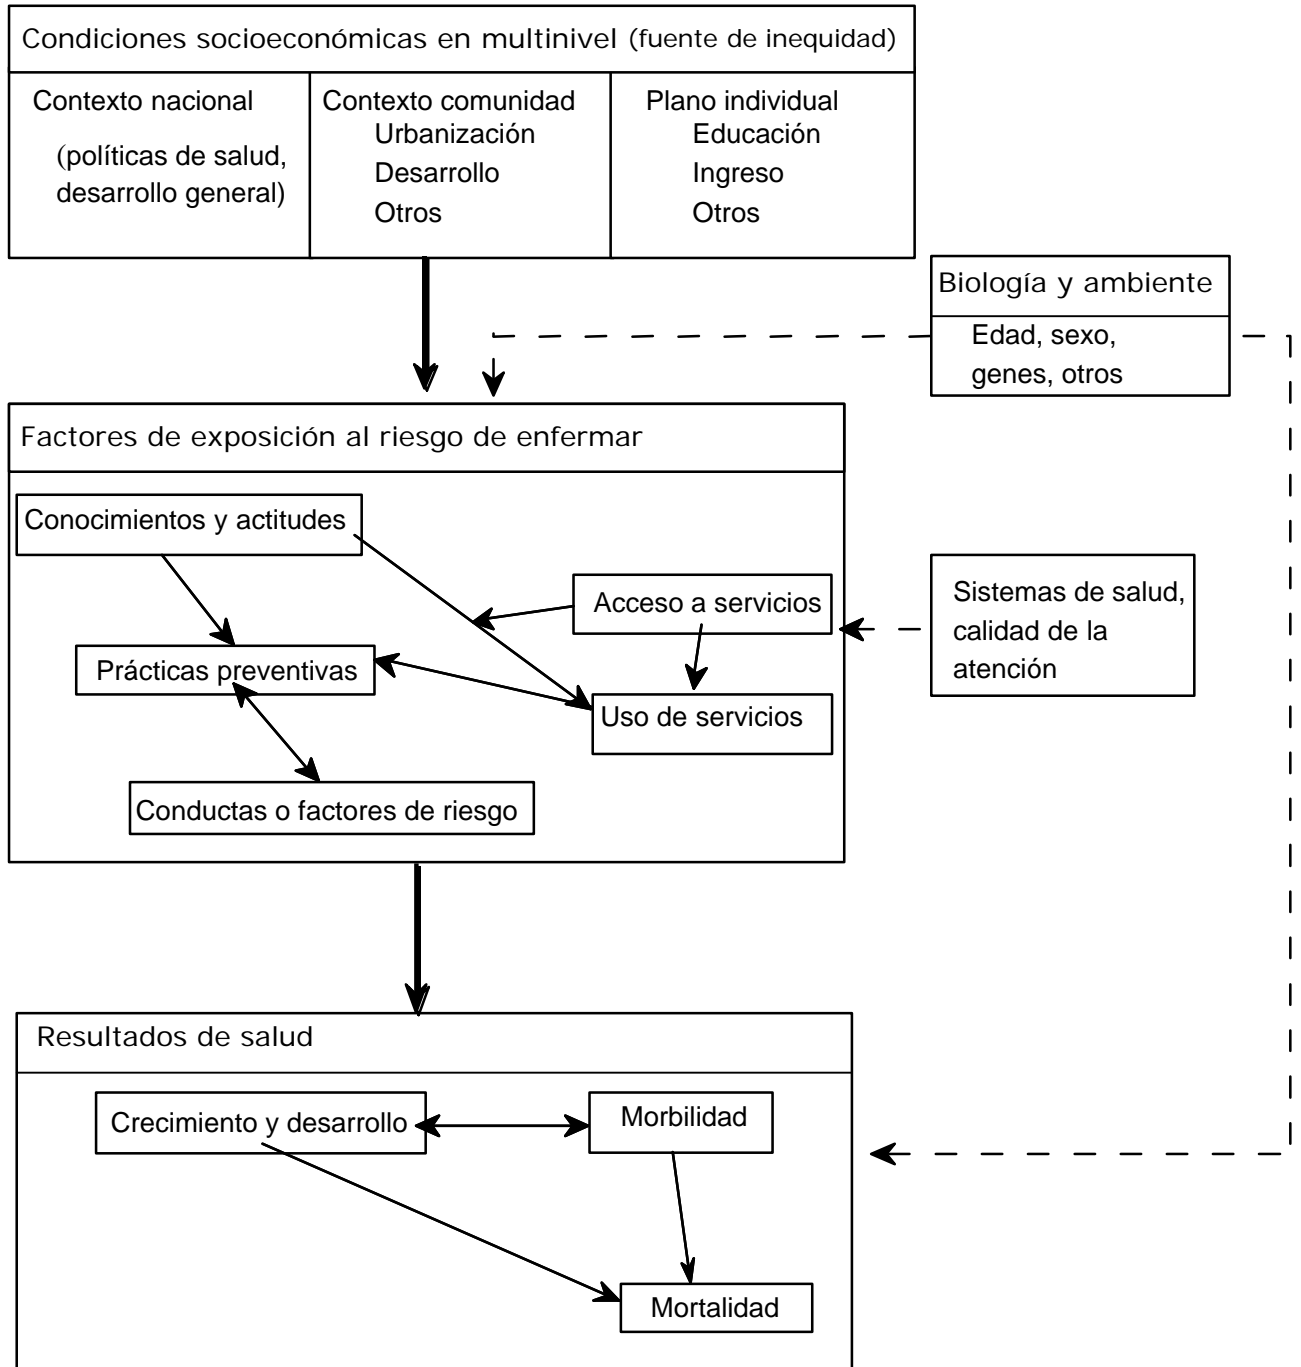 Condiciones socioeconómicas en multinivel (fuente de inequidad)
Contexto nacional
(políticas de salud,
desarrollo general)
Contexto comunidad
Urbanización
Desarrollo
Otros
Plano individual
Educación
Ingreso
Otros
Biología y ambiente
Edad, sexo,
genes, otros
Factores de exposición al riesgo de enfermar
Conocimientos y actitudes
Acceso a servicios
Prácticas preventivas
Uso de servicios
Conductas o factores de riesgo
Sistemas de salud,
calidad de la
atención
Resultados de salud
Crecimiento y desarrollo
Morbilidad
Mortalidad